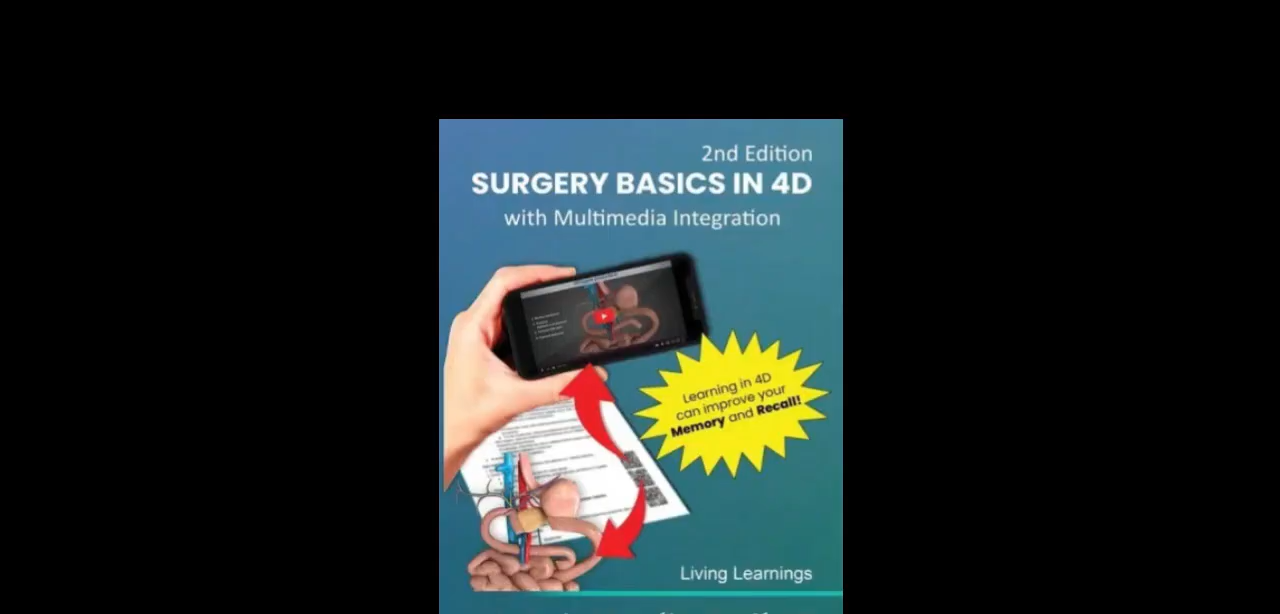 2nd Edition
SURGERY BASICS IN 4D
with Multimedia Integration
Learning in 4D
can improve your
Memory and Recall!
Living Learnings